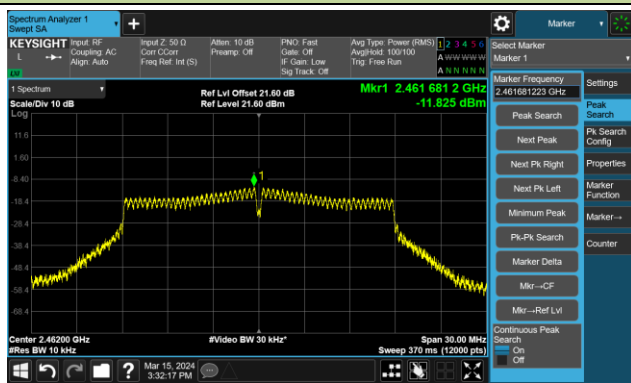 Spectrum Analyzer 1
Swept SA
Marker
KEYSIGHT
L
Input: RF
Coupling: AC
Align: Auto
Input Z: 50 Ω
Corr CCorr
Freq Ref: Int (S)
Atten: 10 dB
Preamp: Off
PNO: Fast
Gate: Off
IF Gain: Low
Sig Track: Off
Avg Type: Power (RMS)
Avg|Hold: 100/100
Trig: Free Run
1 2 3 4 5 6
A W W W W W
A N N N N N
Select Marker
Marker 1
1 Spectrum
Scale/Div 10 dB
Log
Ref Lvl Offset 21.60 dB
Ref Level 21.60 dBm
Mkr1 2.461 681 2 GHz
-11.825 dBm
11.6
1.60
-8.40
-18.4
-28.4
-38.4
-48.4
-58.4
-68.4
1
Center 2.46200 GHz
#Res BW 10 kHz
#Video BW 30 kHz*
Span 30.00 MHz
Sweep 370 ms (12000 pts)
Marker Frequency
2.461681223 GHz
Peak Search
Next Peak
Next Pk Right
Next Pk Left
Minimum Peak
Pk-Pk Search
Marker Delta
Mkr→CF
Mkr→Ref Lvl
Continuous Peak
Search
On
Off
Settings
Peak
Search
Pk Search
Config
Properties
Marker
Function
Marker→
Counter
Mar 15, 2024
3:32:17 PM